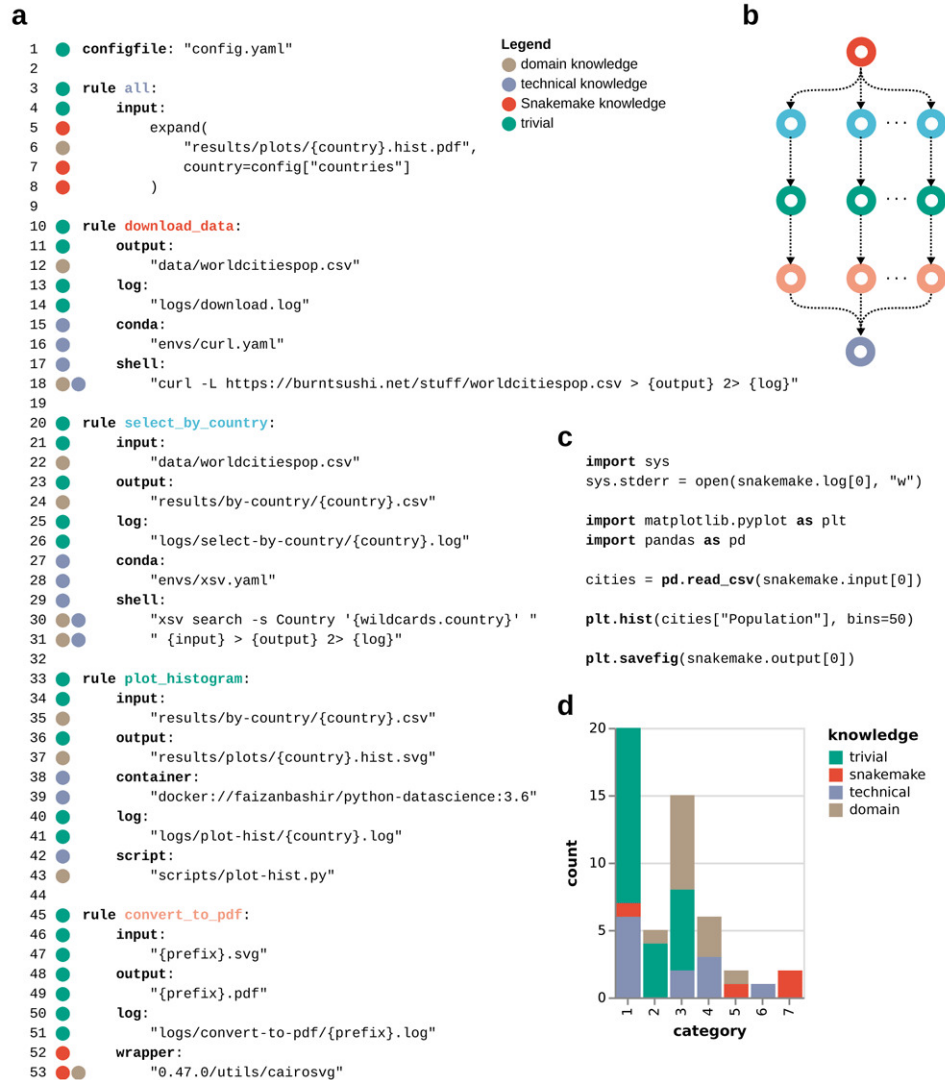 a
1 configfile: "config.yaml"
2
3 rule all:
4 input:
5 expand(
6 "results/plots/{country}.hist.pdf",
7 country=config["countries"]
8 )
9
10 rule download_data:
11 output:
12 "data/worldcitiespop.csv"
13 log:
14 "logs/download.log"
15 conda:
16 "envs/curl.yaml"
17 shell:
18 "curl -L https://burntsushi.net/stuff/worldcitiespop.csv > {output} 2> {log}"
19
20 rule select_by_country:
21 input:
22 "data/worldcitiespop.csv"
23 output:
24 "results/by-country/{country}.csv"
25 log:
26 "logs/select-by-country/{country}.log"
27 conda:
28 "envs/xsv.yaml"
29 shell:
30 "xsv search -s Country '{wildcards.country}' "
31 " {input} > {output} 2> {log}"
32
33 rule plot_histogram:
34 input:
35 "results/by-country/{country}.csv"
36 output:
37 "results/plots/{country}.hist.svg"
38 container:
39 "docker://faizanbashir/python-datascience:3.6"
40 log:
41 "logs/plot-hist/{country}.log"
42 script:
43 "scripts/plot-hist.py"
44
45 rule convert_to_pdf:
46 input:
47 "{prefix}.svg"
48 output:
49 "{prefix}.pdf"
50 log:
51 "logs/convert-to-pdf/{prefix}.log"
52 wrapper:
53 "0.47.0/utils/cairosvg"
Legend
domain knowledge
technical knowledge
Snakemake knowledge
trivial
b
c
import sys
sys.stderr = open(snakemake.log[0], "w")
import matplotlib.pyplot as plt
import pandas as pd
cities = pd.read_csv(snakemake.input[0])
plt.hist(cities["Population"], bins=50)
plt.savefig(snakemake.output[0])
d
20
15
10
5
0
count
1 2 3 4 5 6 7
category
knowledge
trivial
snakemake
technical
domain